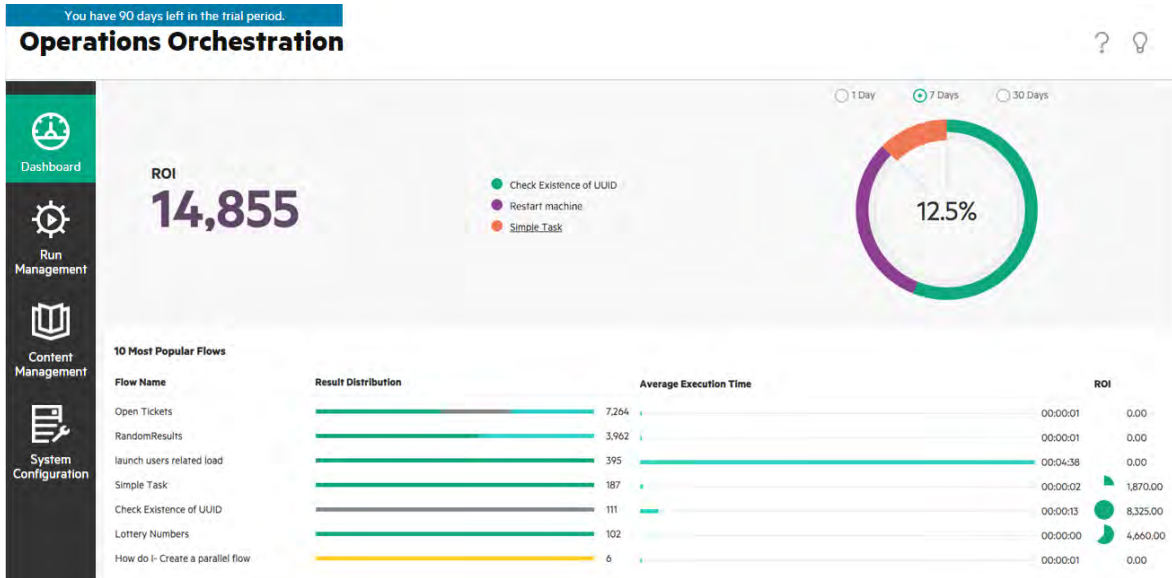 You have 90 days left in the trial period.
Operations Orchestration
?
1 Day 7 Days 30 Days
Dashboard
ROI
14,855
Check Existence of UUID
Restart machine
Simple Task
12.5%
Run
Management
Content
Management
System
Configuration
10 Most Popular Flows
Flow Name Result Distribution Average Execution Time ROI
Open Tickets 7,264 00:00:01 0.00
RandomResults 3,962 00:00:01 0.00
launch users related load 395 00:04:38 0.00
Simple Task 187 00:00:02 1,870.00
Check Existence of UUID 111 00:00:13 8,325.00
Lottery Numbers 102 00:00:00 4,660.00
How do I- Create a parallel flow 6 00:00:01 0.00